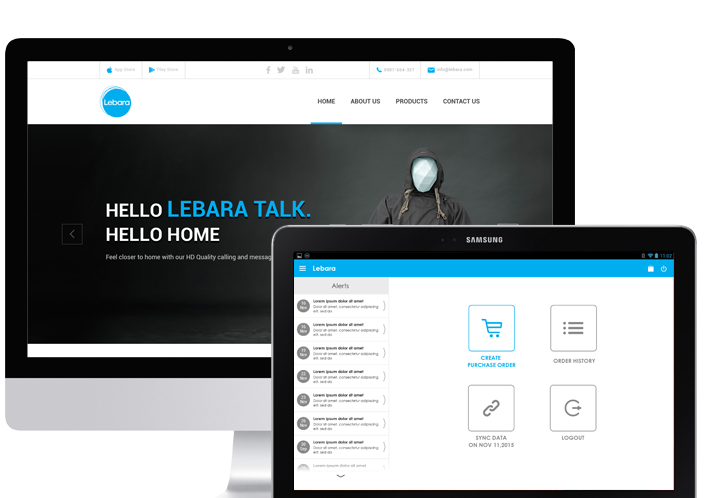 App Store
Play Store
info@lebara.com
Lebara
HOME
ABOUT US
PRODUCTS
CONTACT US
HELLO LEBARA TALK.
HELLO HOME
Feel closer to home with our HD Quality calling and messag
SAMSUNG
11:02
Lebara
Alerts
Lorem ipsum dolor sit amet
Dolor sit amet, consectetur adipiscing
elit, sed do
Nov
Lorem ipsum dolor sit amet
Dolor sit amet, consectetur adipiscing
elit, sed do
Nov
Lorem ipsum dolor sit amet
Dolor sit amet, consectetur adipiscing
elit, sed do
Nov
Lorem ipsum dolor sit amet
Dolor sit amet, consectetur adipiscing
elit, sed do
Nov
Lorem ipsum dolor sit amet
Dolor sit amet, consectetur adipiscing
elit, sed do
Nov
Lorem ipsum dolor sit amet
Dolor sit amet, consectetur adipiscing
elit, sed do
Nov
Lorem ipsum dolor sit amet
Dolor sit amet, consectetur adipiscing
elit, sed do
Lorem ipsum dolor sit amet
CREATE
PURCHASE ORDER
ORDER HISTORY
SYNC DATA
ON NOV 11,2015
LOGOUT